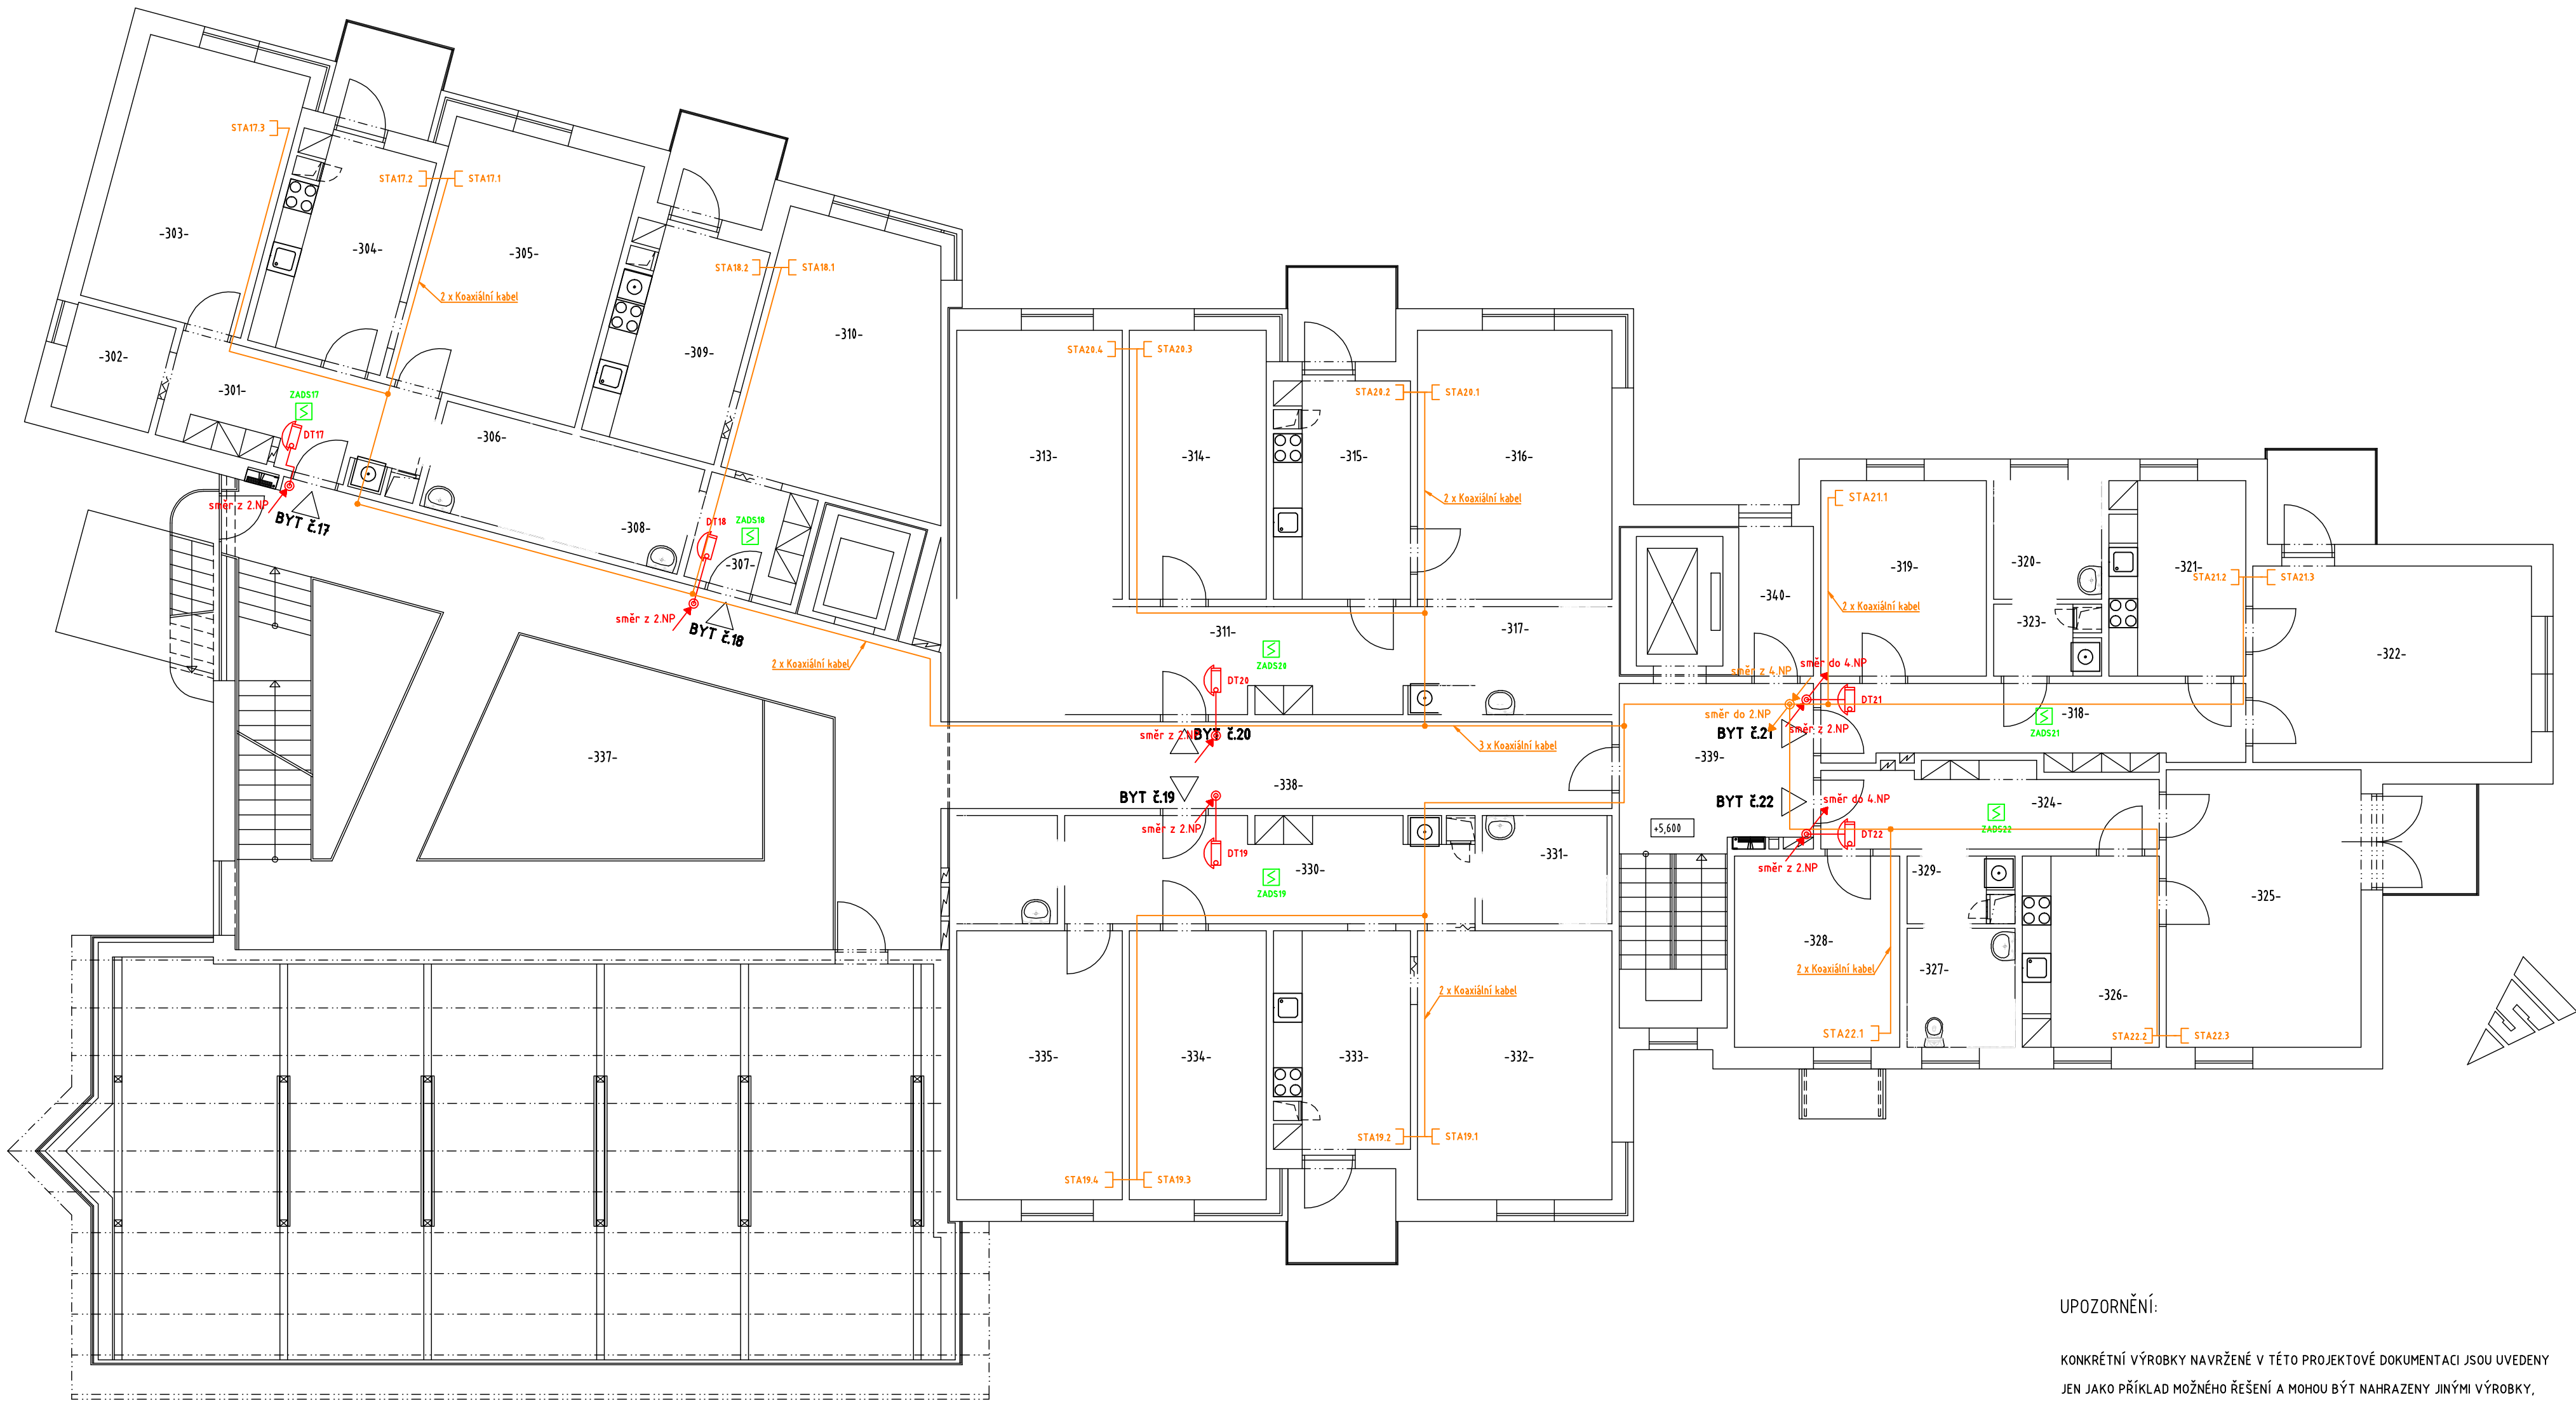 STA17.3
STA17.2
STA17.1
-303-
-304-
-305-
2 x Koaxiální kabel
STA18.2
STA18.1
-302-
-301-
ZADS17
DT17
-306-
-309-
-310-
směr z 2.NP
BYT č.17
-308-
DT18
ZADS18
-307-
směr z 2.NP
BYT č.18
2 x Koaxiální kabel
STA20.4
STA20.3
STA20.2
STA20.1
-313-
-314-
-315-
-316-
2 x Koaxiální kabel
-311-
-317-
ZADS20
DT20
směr z 2.NP
BYT č.20
3 x Koaxiální kabel
-337-
-338-
BYT č.19
směr z 2.NP
DT19
-330-
ZADS19
-331-
-335-
-334-
-333-
-332-
2 x Koaxiální kabel
STA19.4
STA19.3
STA19.2
STA19.1
STA21.1
-319-
-320-
-321-
STA21.2
STA21.3
-340-
2 x Koaxiální kabel
-323-
-322-
směr z 4.NP
směr do 4.NP
směr do 2.NP
DT21
-318-
BYT č.21
směr z 2.NP
ZADS21
-339-
BYT č.22
směr do 4.NP
-324-
+5,600
DT22
ZADS22
směr z 2.NP
-329-
-325-
-328-
2 x Koaxiální kabel
-327-
-326-
STA22.1
STA22.2
STA22.3
UPOZORNĚNÍ:
KONKRÉTNÍ VÝROBKY NAVRŽENÉ V TÉTO PROJEKTOVÉ DOKUMENTACI JSOU UVEDENY
JEN JAKO PŘÍKLAD MOŽNÉHO ŘEŠENÍ A MOHOU BÝT NAHRAZENY JINÝMI VÝROBKY,